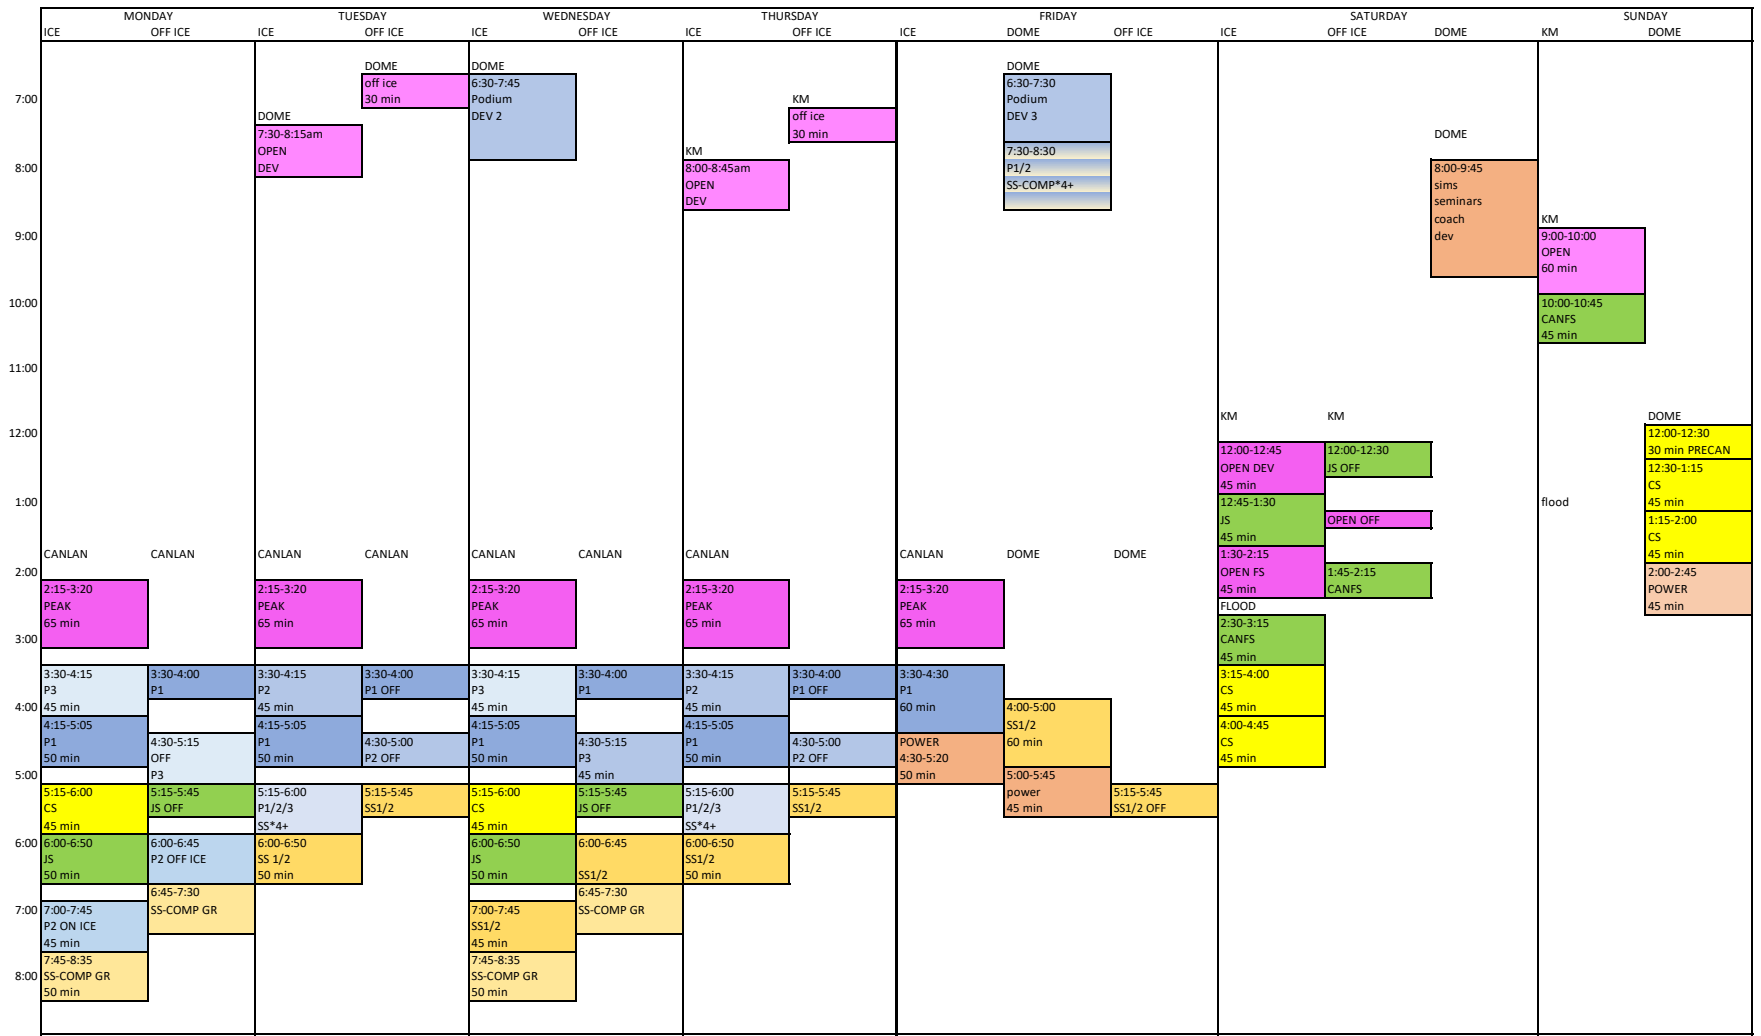 MONDAY TUESDAY WEDNESDAY THURSDAY FRIDAY SATURDAY SUNDAY
ICE OFF ICE ICE OFF ICE ICE OFF ICE ICE OFF ICE ICE DOME OFF ICE ICE OFF ICE DOME KM DOME
DOME DOME DOME
off ice 6:30-7:45 6:30-7:30
7:00 30 min Podium KM Podium
DOME DEV 2 off ice DEV 3
7:30-8:15am 30 min DOME
OPEN KM 7:30-8:30
8:00 DEV 8:00-8:45am P1/2 8:00-9:45
OPEN SS-COMP*4+ sims
DEV seminars
coach KM
9:00 dev 9:00-10:00
OPEN
60 min
10:00 10:00-10:45
CANFS
45 min
11:00
KM KM DOME
12:00 12:00-12:30
12:00-12:45 12:00-12:30 30 min PRECAN
OPEN DEV JS OFF 12:30-1:15
45 min CS
1:00 12:45-1:30 flood 45 min
JS OPEN OFF 1:15-2:00
45 min CS
CANLAN CANLAN CANLAN CANLAN CANLAN CANLAN CANLAN CANLAN DOME DOME 1:30-2:15 45 min
2:00 OPEN FS 1:45-2:15 2:00-2:45
2:15-3:20 2:15-3:20 2:15-3:20 2:15-3:20 2:15-3:20 45 min CANFS POWER
PEAK PEAK PEAK PEAK PEAK FLOOD 45 min
65 min 65 min 65 min 65 min 65 min 2:30-3:15
3:00 CANFS
45 min
3:30-4:15 3:30-4:00 3:30-4:15 3:30-4:00 3:30-4:15 3:30-4:00 3:30-4:15 3:30-4:00 3:30-4:30 3:15-4:00
P3 P1 P2 P1 OFF P3 P1 P2 P1 OFF P1 CS
4:00 45 min 45 min 45 min 45 min 60 min 4:00-5:00 45 min
4:15-5:05 4:15-5:05 4:15-5:05 4:15-5:05 SS1/2 4:00-4:45
P1 4:30-5:15 P1 4:30-5:00 P1 4:30-5:15 P1 4:30-5:00 POWER 60 min CS
50 min OFF 50 min P2 OFF 50 min P3 50 min P2 OFF 4:30-5:20 45 min
5:00 P3 45 min 50 min 5:00-5:45
5:15-6:00 5:15-5:45 5:15-6:00 5:15-5:45 5:15-6:00 5:15-5:45 5:15-6:00 5:15-5:45 power 5:15-5:45
CS JS OFF P1/2/3 SS1/2 CS JS OFF P1/2/3 SS1/2 45 min SS1/2 OFF
45 min SS*4+ 45 min SS*4+
6:00 6:00-6:50 6:00-6:45 6:00-6:50 6:00-6:50 6:00-6:45 6:00-6:50
JS P2 OFF ICE SS 1/2 JS SS1/2
50 min 50 min 50 min SS1/2 50 min
6:45-7:30 6:45-7:30
7:00 7:00-7:45 SS-COMP GR 7:00-7:45 SS-COMP GR
P2 ON ICE SS1/2
45 min 45 min
7:45-8:35 7:45-8:35
8:00 SS-COMP GR SS-COMP GR
50 min 50 min